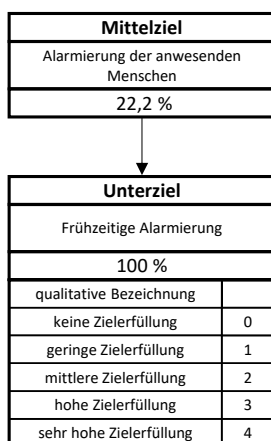 Mittelziel
Alarmierung der anwesenden
Menschen
22,2 %
Unterziel
Frühzeitige Alarmierung
100 %
qualitative Bezeichnung
keine Zielerfüllung 0
geringe Zielerfüllung 1
mittlere Zielerfüllung 2
hohe Zielerfüllung 3
sehr hohe Zielerfüllung 4